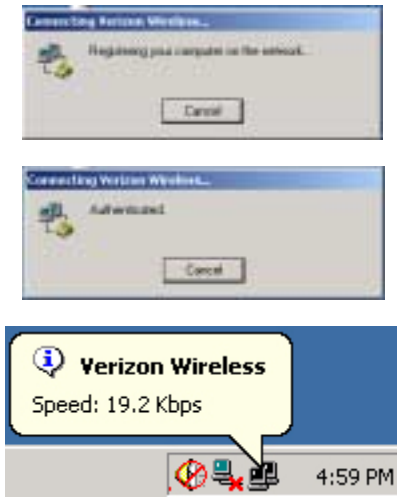 Connecting Verizon Wireless...
Registering your computer on the network...
Cancel
Connecting Verizon Wireless...
Authenticated.
Cancel
Verizon Wireless
Speed: 19.2 Kbps
4:59 PM